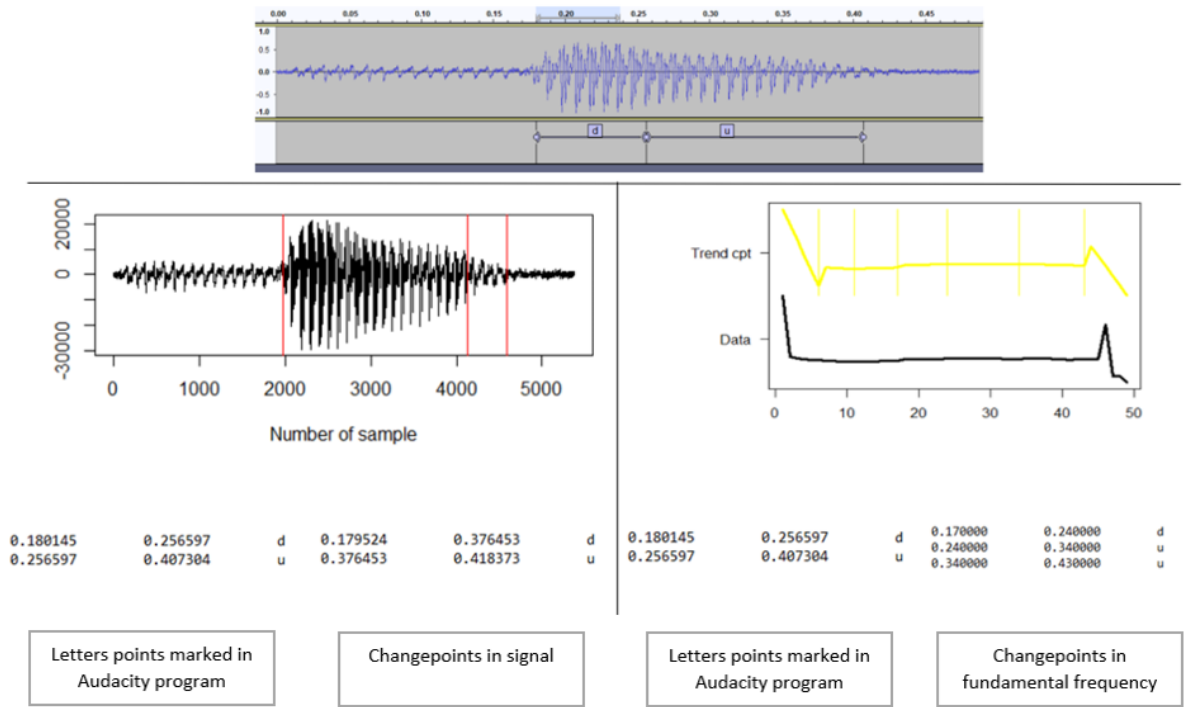 0.00 0.05 0.10 0.15 0.20 0.25 0.30 0.35 0.40 0.45
1.0
0.5
0.0
-0.5
-1.0
d u
20000
0
-30000
0 1000 2000 3000 4000 5000
Number of sample
Trend cpt
Data
0 10 20 30 40 50
0.180145 0.256597 d 0.179524 0.376453 d
0.256597 0.407304 u 0.376453 0.418373 u
0.180145 0.256597 d
0.256597 0.407304 u
0.170000 0.240000 d
0.240000 0.340000 u
0.340000 0.430000 u
Letters points marked in
Audacity program
Changepoints in signal
Letters points marked in
Audacity program
Changepoints in
fundamental frequency